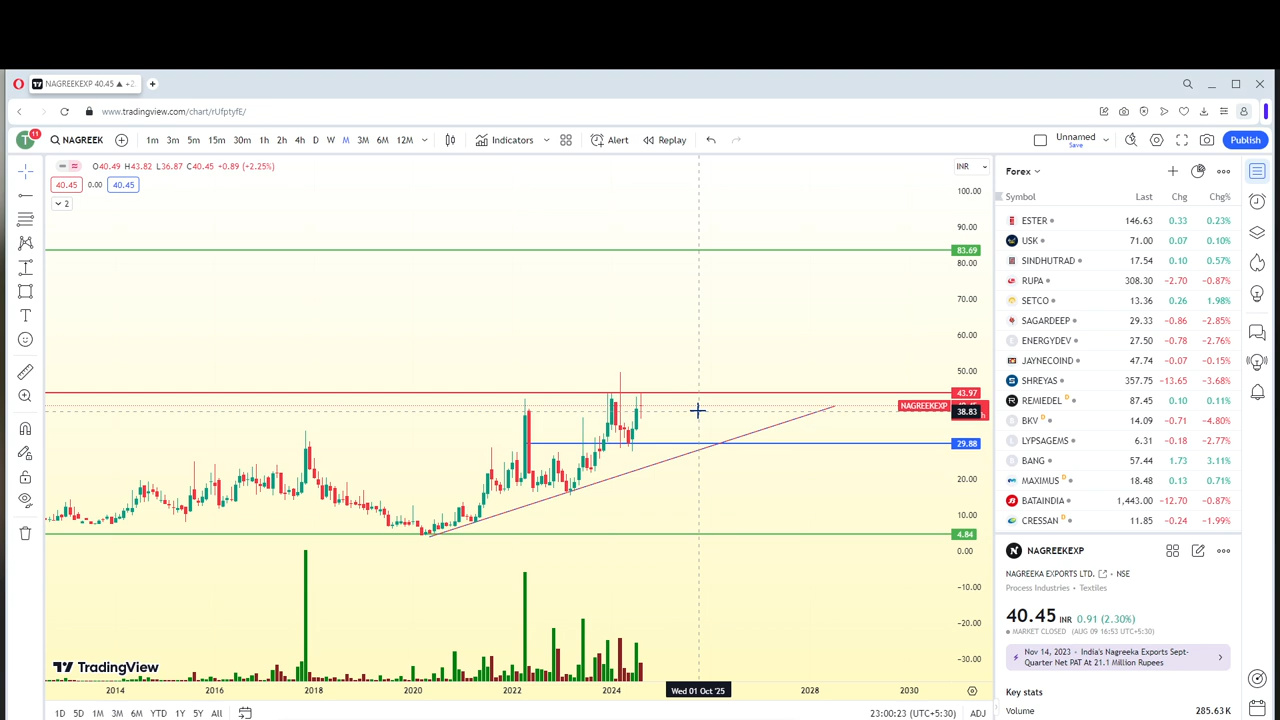 NAGREEKEXP 40.45 ▲ +2
www.tradingview.com/chart/rUfptyfE/
T 11 NAGREEK 1m 3m 5m 15m 30m 1h 2h 4h D W M 3M 6M 12M Indicators Alert Replay Unnamed Save Publish
O40.49 H43.82 L36.87 C40.45 +0.89 (+2.25%) INR
40.45 0.00 40.45
2
100.00
90.00
83.69
80.00
70.00
60.00
50.00
43.97
NAGREEKEXP
38.83
29.88
20.00
10.00
4.84
0.00
−10.00
−20.00
−30.00
TradingView
2014 2016 2018 2020 2022 2024 Wed 01 Oct '25 2028 2030
1D 5D 1M 3M 6M YTD 1Y 5Y All 23:00:23 (UTC+5:30) ADJ
Forex
Symbol Last Chg Chg%
ESTER 146.63 0.33 0.23%
USK 71.00 0.07 0.10%
SINDHUTRAD 17.54 0.10 0.57%
RUPA 308.30 −2.70 −0.87%
SETCO 13.36 0.26 1.98%
SAGARDEEP 29.33 −0.86 −2.85%
ENERGYDEV 27.50 −0.78 −2.76%
JAYNECOIND 47.74 −0.07 −0.15%
SHREYAS 357.75 −13.65 −3.68%
REMIEDEL D 87.45 0.10 0.11%
BKV D 14.09 −0.71 −4.80%
LYPSAGEMS 6.31 −0.18 −2.77%
BANG 57.44 1.73 3.11%
MAXIMUS D 18.48 0.13 0.71%
BATAINDIA 1,443.00 −12.70 −0.87%
CRESSAN D 11.85 −0.24 −1.99%
NAGREEKEXP
NAGREEKA EXPORTS LTD. • NSE
Process Industries • Textiles
40.45 INR 0.91 (2.30%)
MARKET CLOSED (AUG 09 16:53 UTC+5:30)
Nov 14, 2023 • India's Nagreeka Exports Sept-
Quarter Net PAT At 21.1 Million Rupees
Key stats
Volume 285.63K